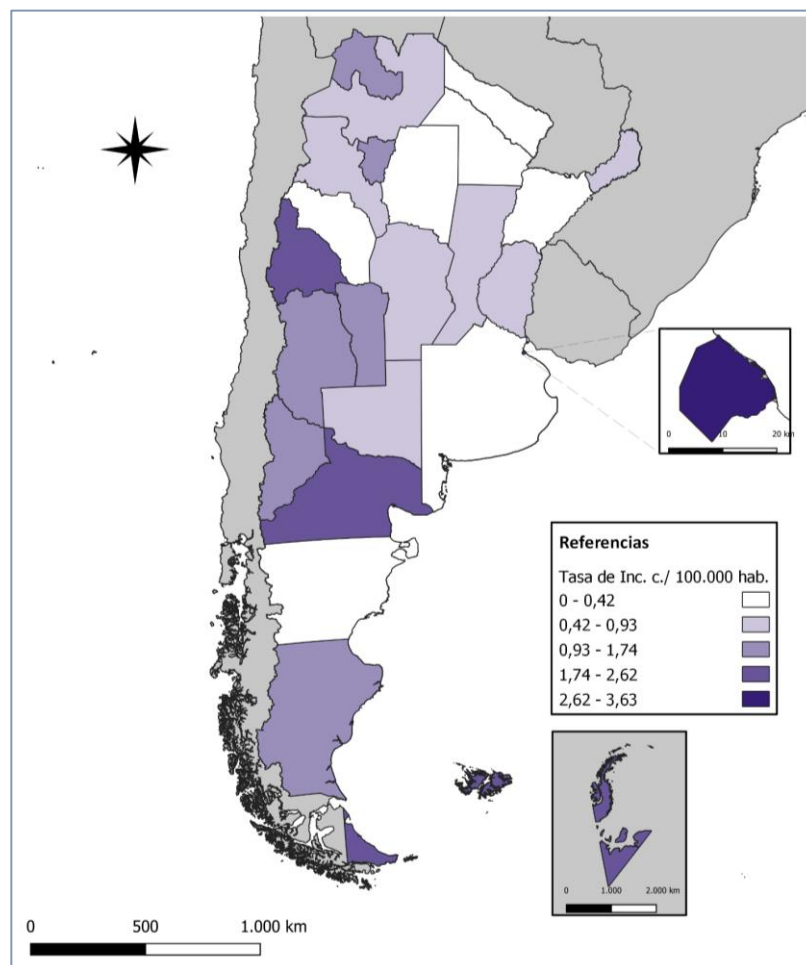 0 10 20 km
Referencias
Tasa de Inc. c./ 100.000 hab.
0 - 0,42
0,42 - 0,93
0,93 - 1,74
1,74 - 2,62
2,62 - 3,63
0 1.000 2.000 km
0 500 1.000 km